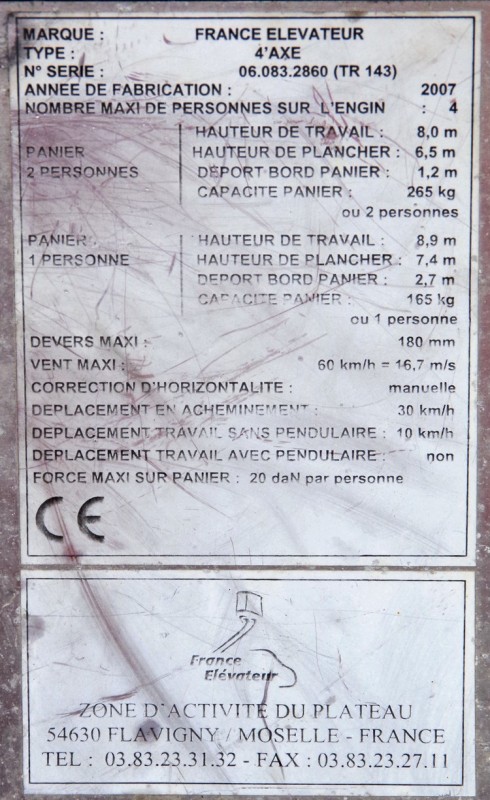 MARQUE : FRANCE ELEVATEUR
TYPE : 4'AXE
N° SERIE : 06.083.2860 (TR 143)
ANNEE DE FABRICATION : 2007
NOMBRE MAXI DE PERSONNES SUR L'ENGIN : 4
HAUTEUR DE TRAVAIL : 8,0 m
PANIER HAUTEUR DE PLANCHER : 6,5 m
2 PERSONNES DEPORT BORD PANIER : 1,2 m
CAPACITE PANIER : 265 kg
ou 2 personnes
PANIER HAUTEUR DE TRAVAIL : 8,9 m
1 PERSONNE HAUTEUR DE PLANCHER : 7,4 m
DEPORT BORD PANIER : 2,7 m
CAPACITE PANIER : 165 kg
ou 1 personne
DEVERS MAXI : 180 mm
VENT MAXI : 60 km/h = 16,7 m/s
CORRECTION D'HORIZONTALITE : manuelle
DEPLACEMENT EN ACHEMINEMENT : 30 km/h
DEPLACEMENT TRAVAIL SANS PENDULAIRE : 10 km/h
DEPLACEMENT TRAVAIL AVEC PENDULAIRE : non
FORCE MAXI SUR PANIER : 20 daN par personne
CE
France
Elévateur
ZONE D'ACTIVITE DU PLATEAU
54630 FLAVIGNY / MOSELLE - FRANCE
TEL : 03.83.23.31.32 - FAX : 03.83.23.27.11